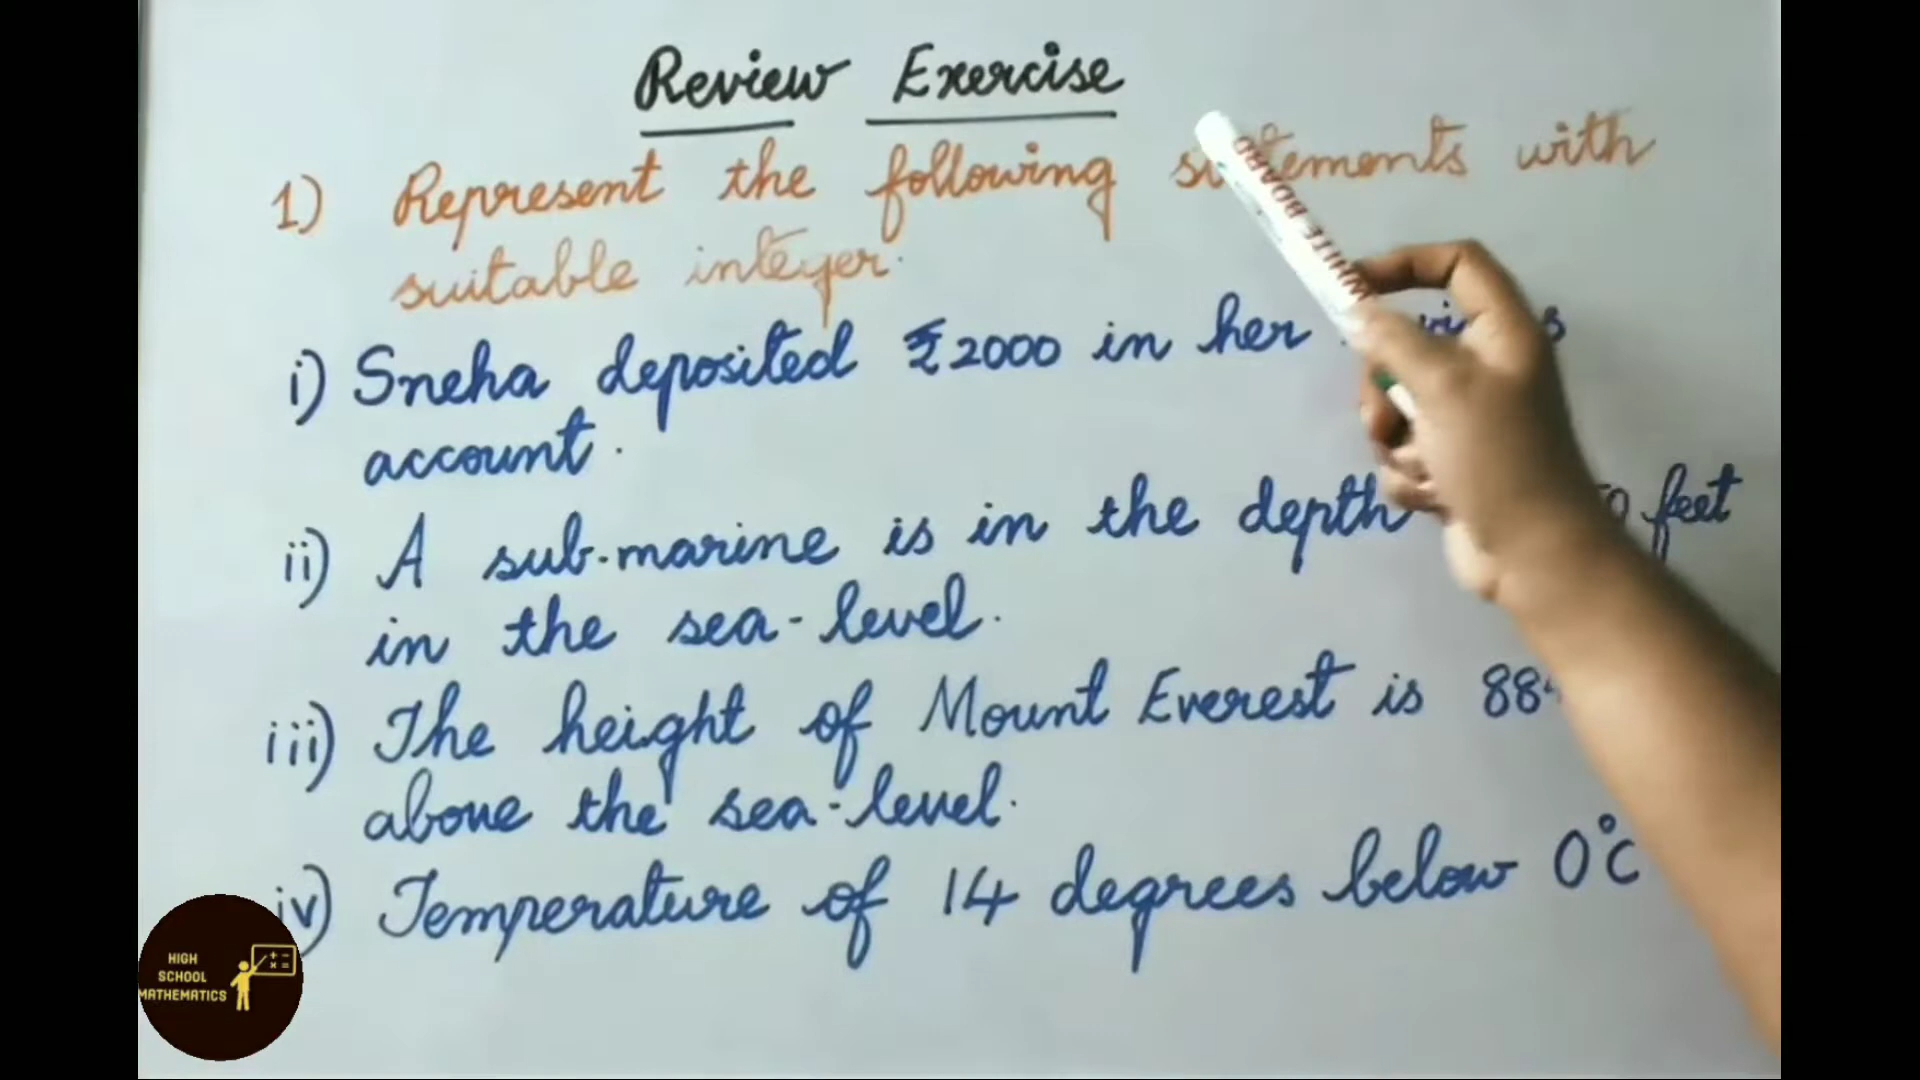 Review Exercise
1) Represent the following statements with
suitable integer.
i) Sneha deposited ₹2000 in her
account.
ii) A sub-marine is in the depth feet
in the sea-level.
iii) The height of Mount Everest is
above the sea-level.
iv) Temperature of 14 degrees below 0°C
WHITE BOARD
HIGH
SCHOOL
MATHEMATICS